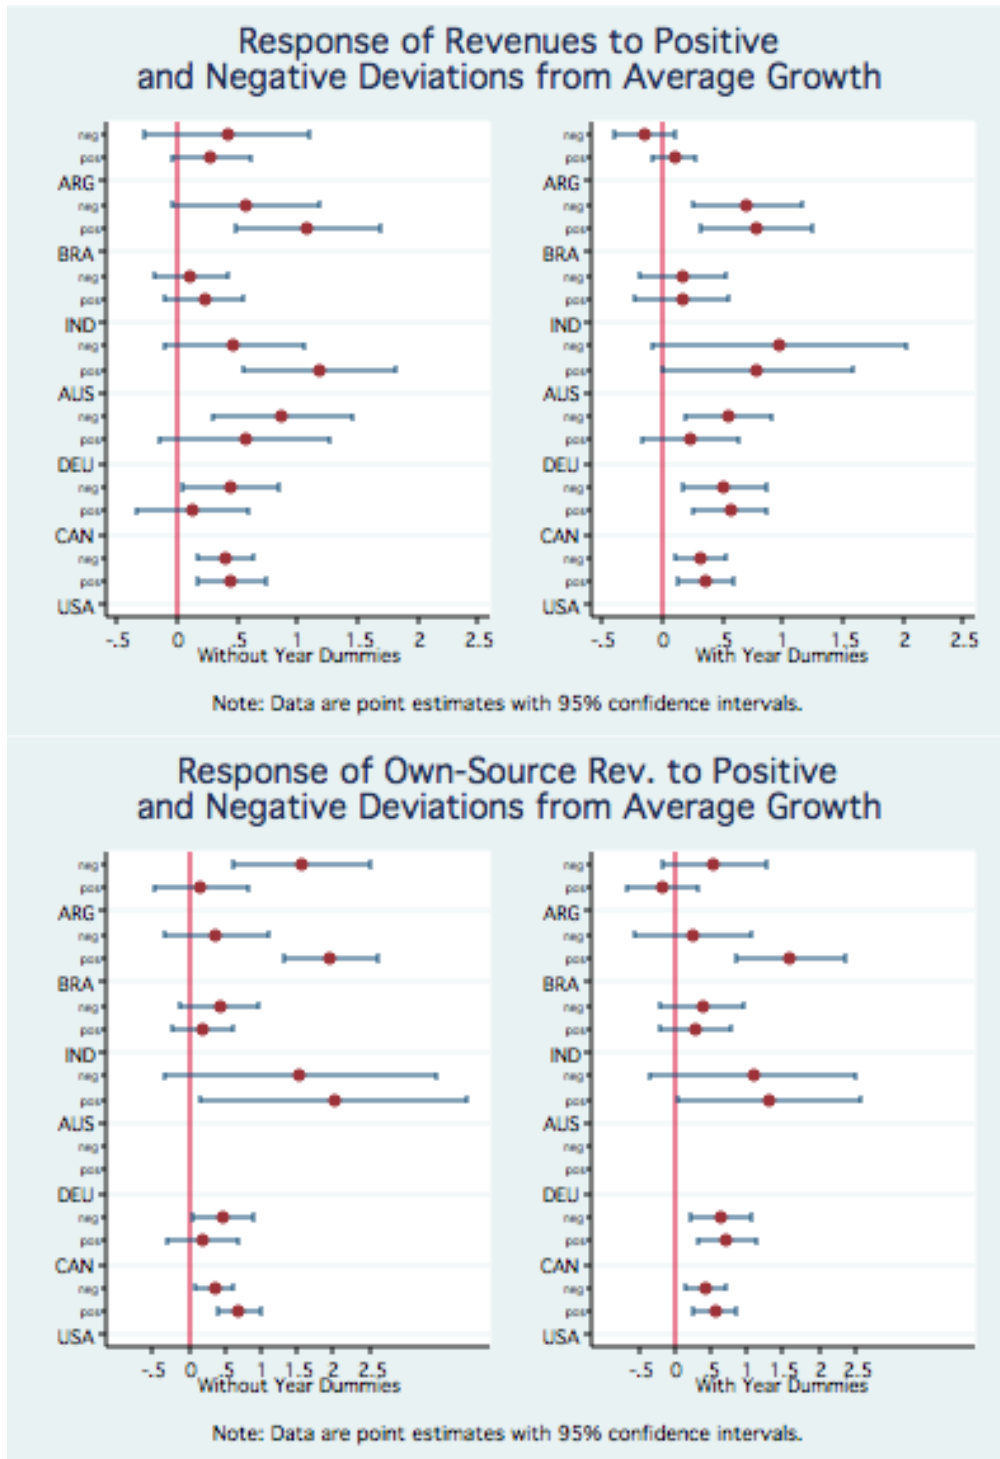 Response of Revenues to Positive
and Negative Deviations from Average Growth
neg
pos
ARG
neg
pos
BRA
neg
pos
IND
neg
pos
AUS
neg
pos
DEU
neg
pos
CAN
neg
pos
USA
-.5 0 .5 1 1.5 2 2.5
Without Year Dummies
neg
pos
ARG
neg
pos
BRA
neg
pos
IND
neg
pos
AUS
neg
pos
DEU
neg
pos
CAN
neg
pos
USA
-.5 0 .5 1 1.5 2 2.5
With Year Dummies
Note: Data are point estimates with 95% confidence intervals.
Response of Own-Source Rev. to Positive
and Negative Deviations from Average Growth
neg
pos
ARG
neg
pos
BRA
neg
pos
IND
neg
pos
AUS
neg
pos
DEU
neg
pos
CAN
neg
pos
USA
-.5 0 .5 1 1.5 2 2.5
Without Year Dummies
neg
pos
ARG
neg
pos
BRA
neg
pos
IND
neg
pos
AUS
neg
pos
DEU
neg
pos
CAN
neg
pos
USA
-.5 0 .5 1 1.5 2 2.5
With Year Dummies
Note: Data are point estimates with 95% confidence intervals.